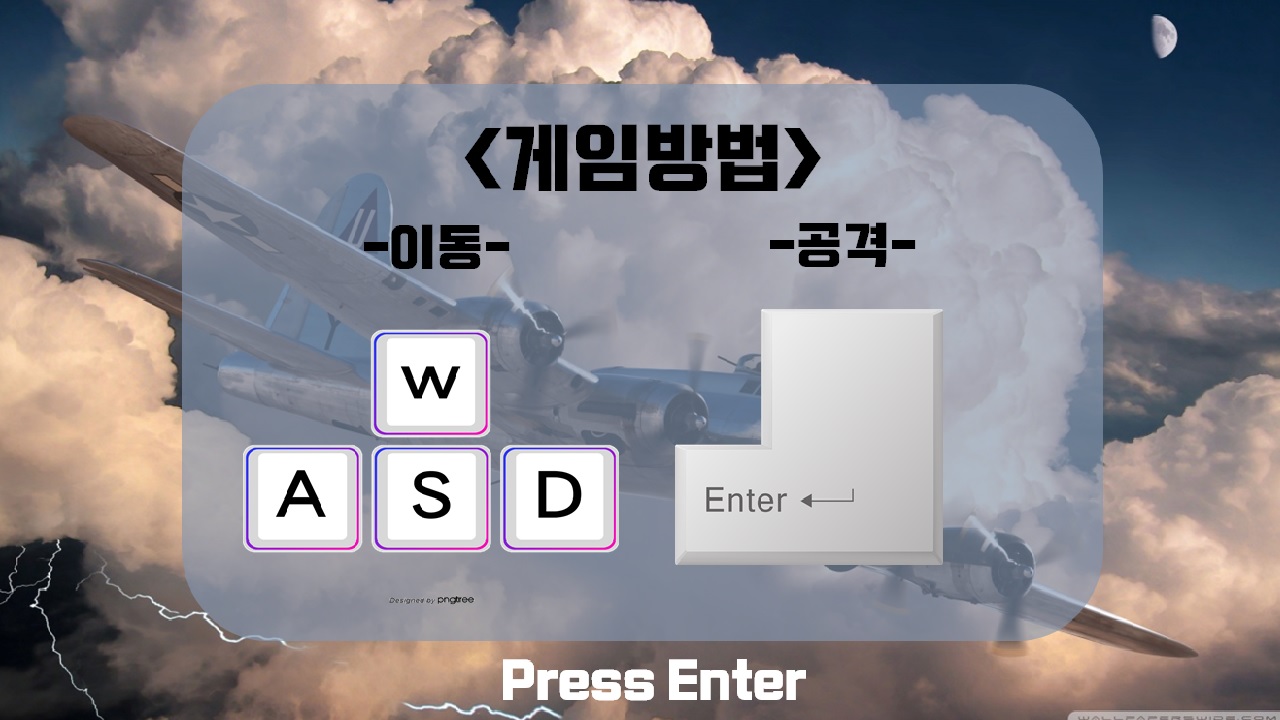 <게임방법>
-이동-
-공격-
W
A S D
Enter
Designed by pngtree
Press Enter